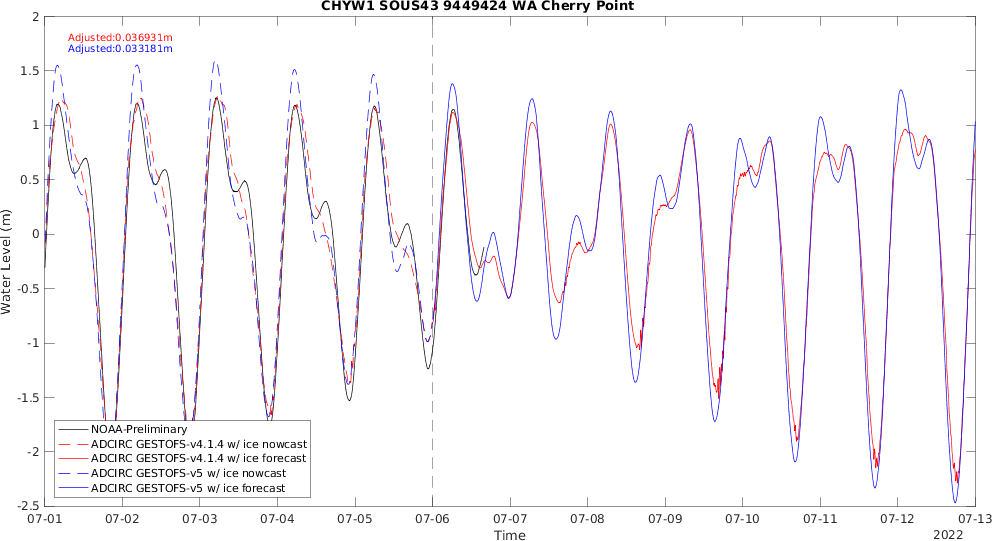 CHYW1 SOUS43 9449424 WA Cherry Point
Adjusted:0.036931m
Adjusted:0.033181m
Water Level (m)
2
1.5
1
0.5
0
-0.5
-1
-1.5
-2
-2.5
NOAA-Preliminary
ADCIRC GESTOFS-v4.1.4 w/ ice nowcast
ADCIRC GESTOFS-v4.1.4 w/ ice forecast
ADCIRC GESTOFS-v5 w/ ice nowcast
ADCIRC GESTOFS-v5 w/ ice forecast
07-01 07-02 07-03 07-04 07-05 07-06 07-07 07-08 07-09 07-10 07-11 07-12 07-13
Time
2022